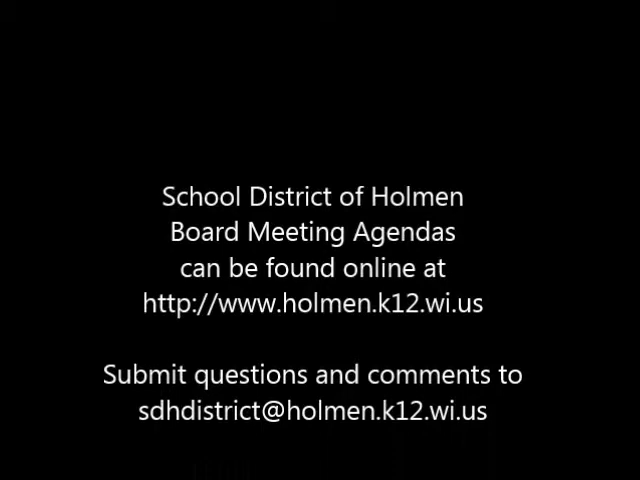 School District of Holmen
Board Meeting Agendas
can be found online at
http://www.holmen.k12.wi.us
Submit questions and comments to
sdhdistrict@holmen.k12.wi.us